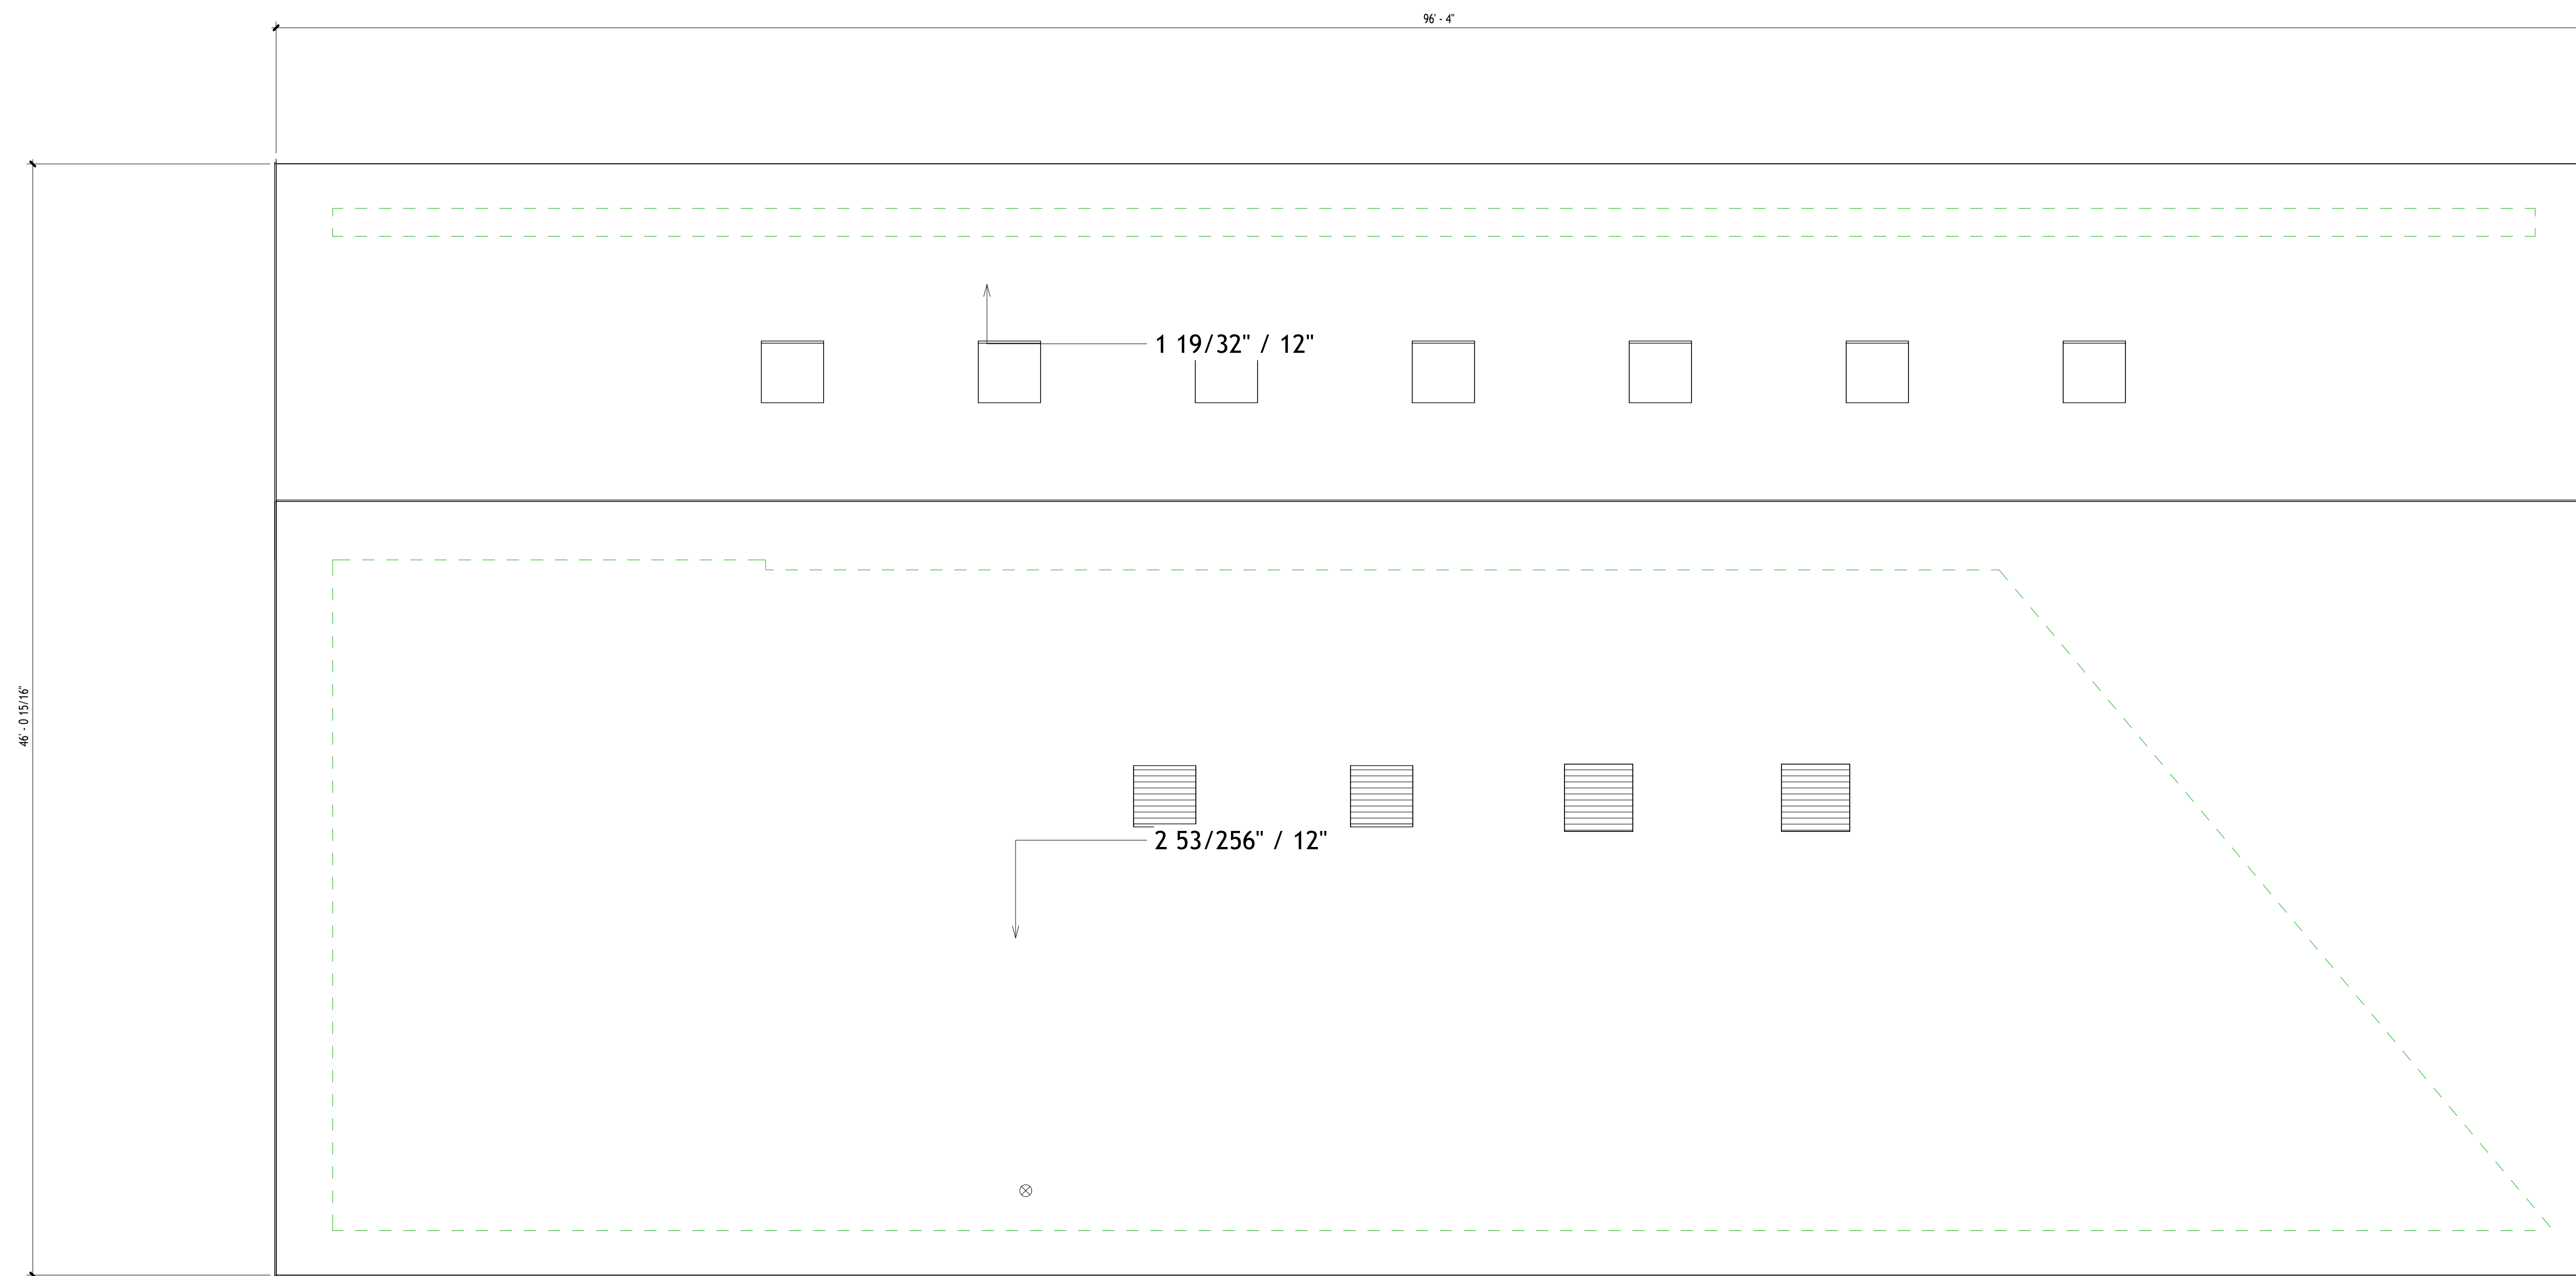 96' - 4"
46' - 0 15/16"
1 19/32" / 12"
2 53/256" / 12"